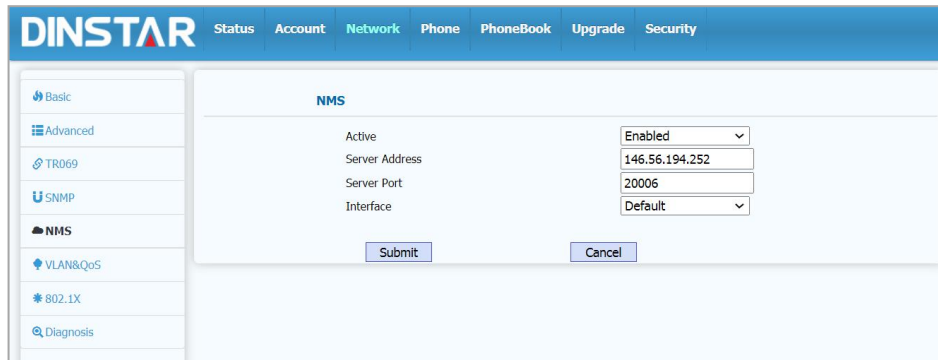 DINSTAR Status Account Network Phone PhoneBook Upgrade Security
Basic
Advanced
TR069
SNMP
NMS
VLAN&QoS
802.1X
Diagnosis
NMS
Active Enabled
Server Address 146.56.194.252
Server Port 20006
Interface Default
Submit Cancel